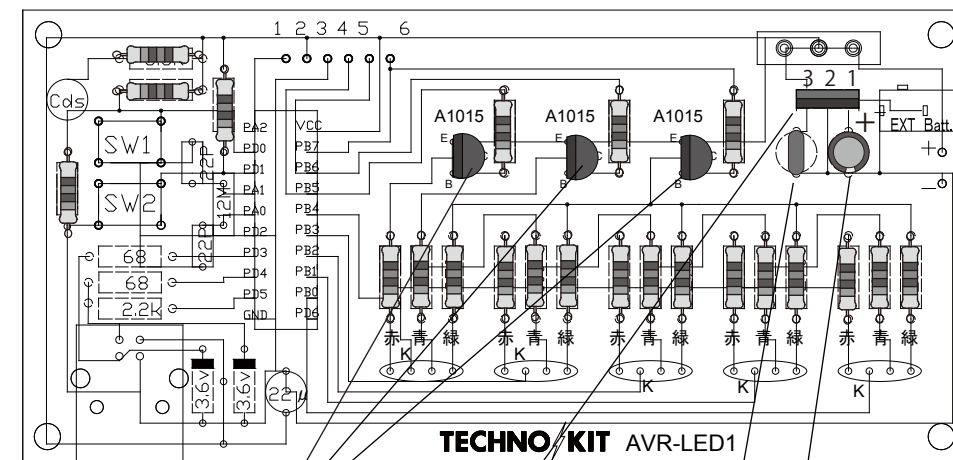 1 2 3 4 5 6
Cds
SW1
SW2
22P
12M
22P
PA2
PD0
PD1
PA1
PA0
PD2
PD3
PD4
PD5
GND
VCC
PB7
PB6
PB5
PB4
PB3
PB2
PB1
PB0
PD6
A1015
E
C
B
A1015
E
C
B
A1015
E
C
B
3 2 1
+
EXT Batt.
+
−
68
68
2.2K
3.6v
3.6v
22μ
赤 青 緑
K
赤 青 緑
K
赤 青 緑
K
赤 青 緑
K
赤 青 緑
K
TECHNO KIT AVR-LED1